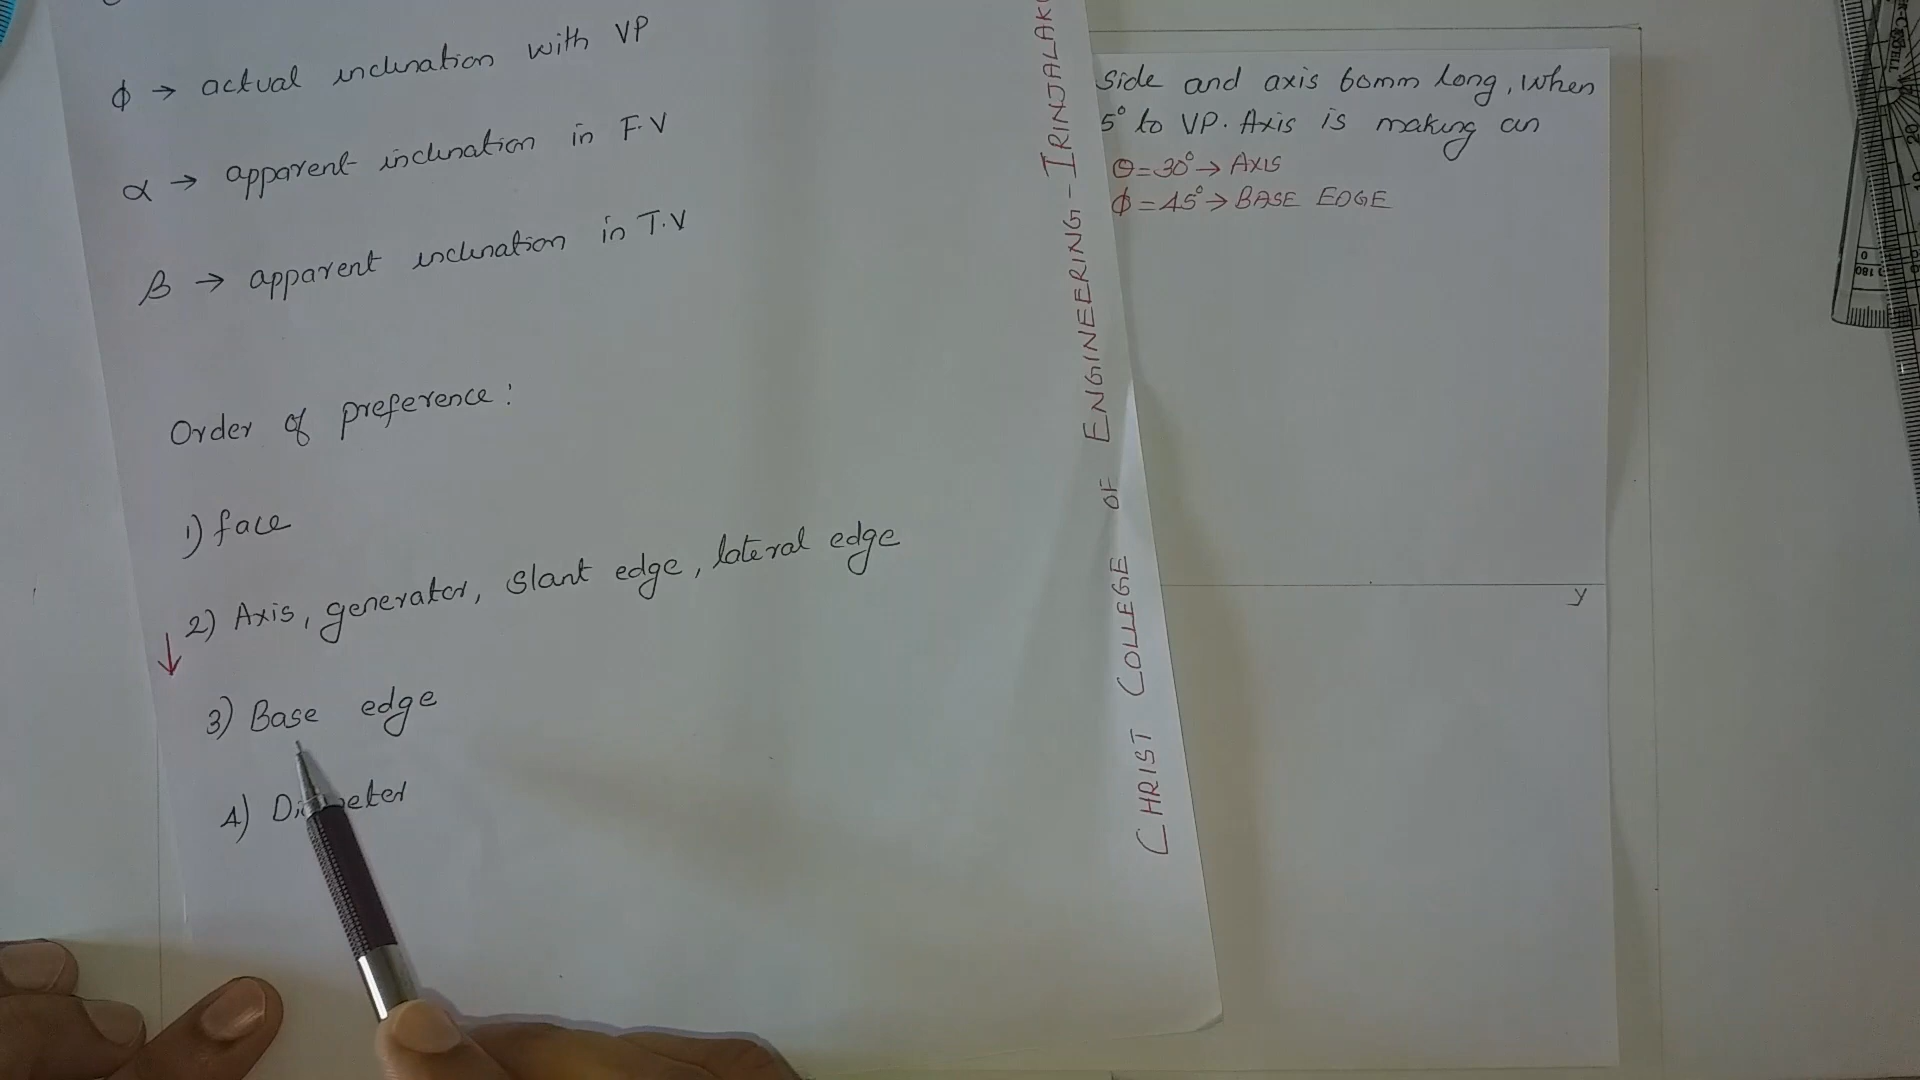 ϕ → actual inclination with VP
α → apparent inclination in F.V
β → apparent inclination in T.V
Order of preference:
1) face
2) Axis, generator, slant edge, lateral edge
3) Base edge
4)
CHRIST COLLEGE OF ENGINEERING - IRINJALAK
side and axis 60mm long, when
5° to VP. Axis is making an
θ = 30° → AXIS
ϕ = 45° → BASE EDGE
y